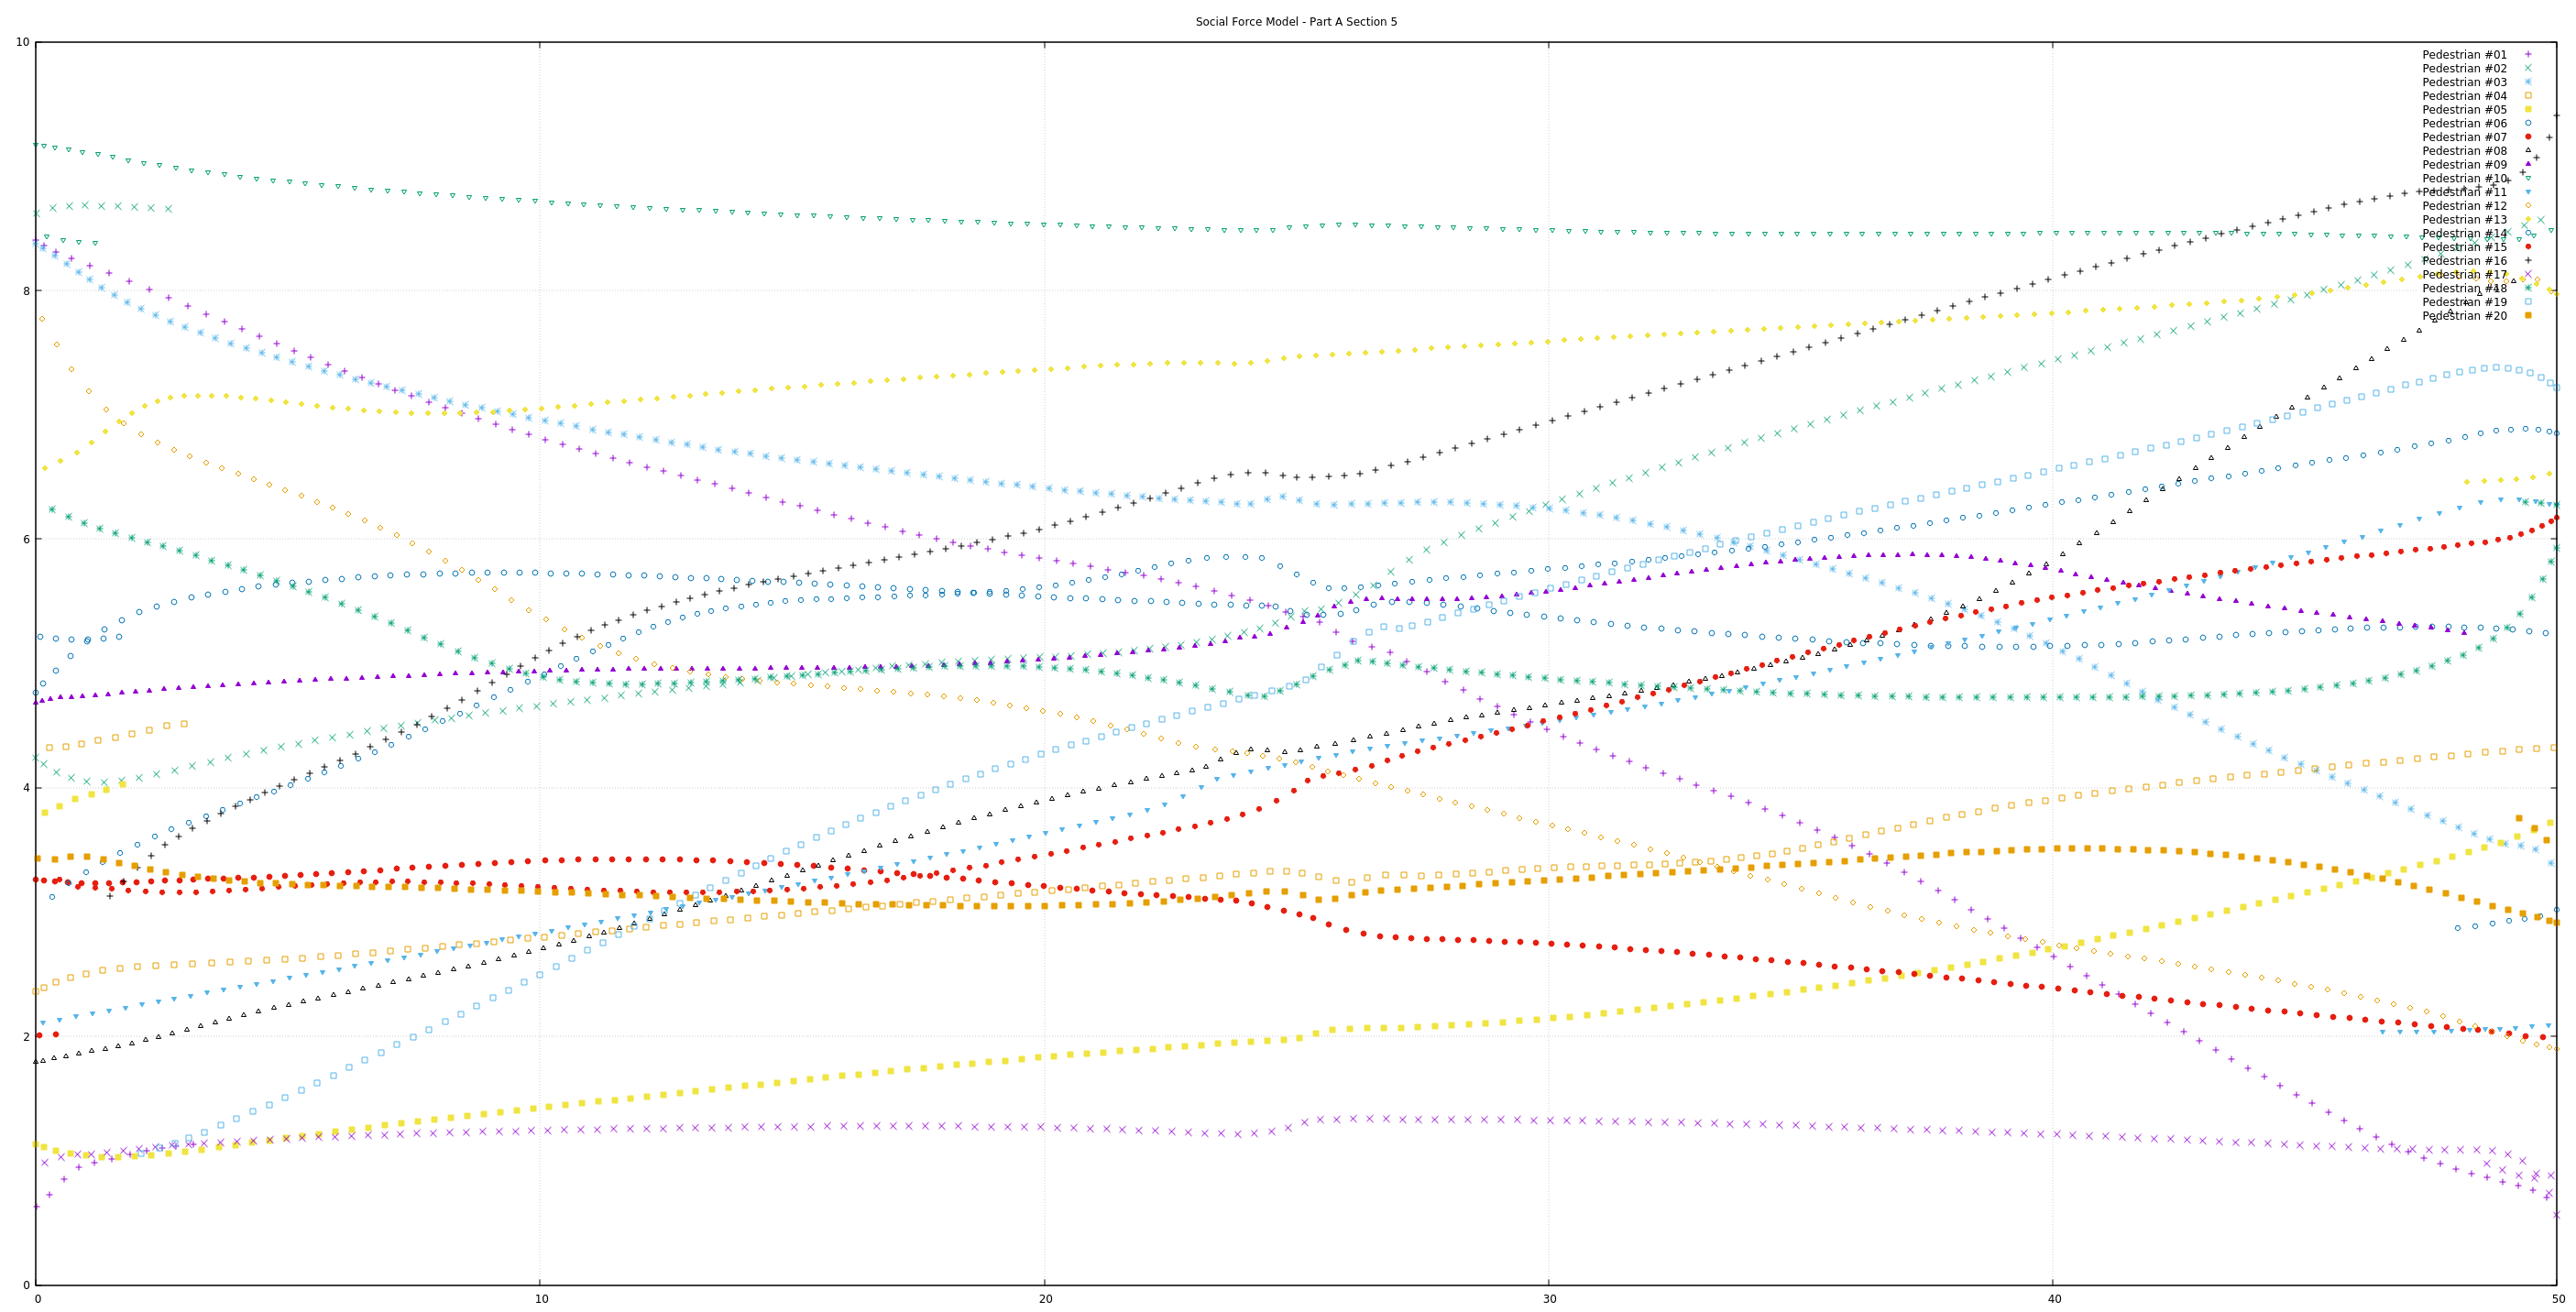 Social Force Model - Part A Section 5
10
8
6
4
2
0
0 10 20 30 40 50
Pedestrian #01
Pedestrian #02
Pedestrian #03
Pedestrian #04
Pedestrian #05
Pedestrian #06
Pedestrian #07
Pedestrian #08
Pedestrian #09
Pedestrian #10
Pedestrian #11
Pedestrian #12
Pedestrian #13
Pedestrian #14
Pedestrian #15
Pedestrian #16
Pedestrian #17
Pedestrian #18
Pedestrian #19
Pedestrian #20